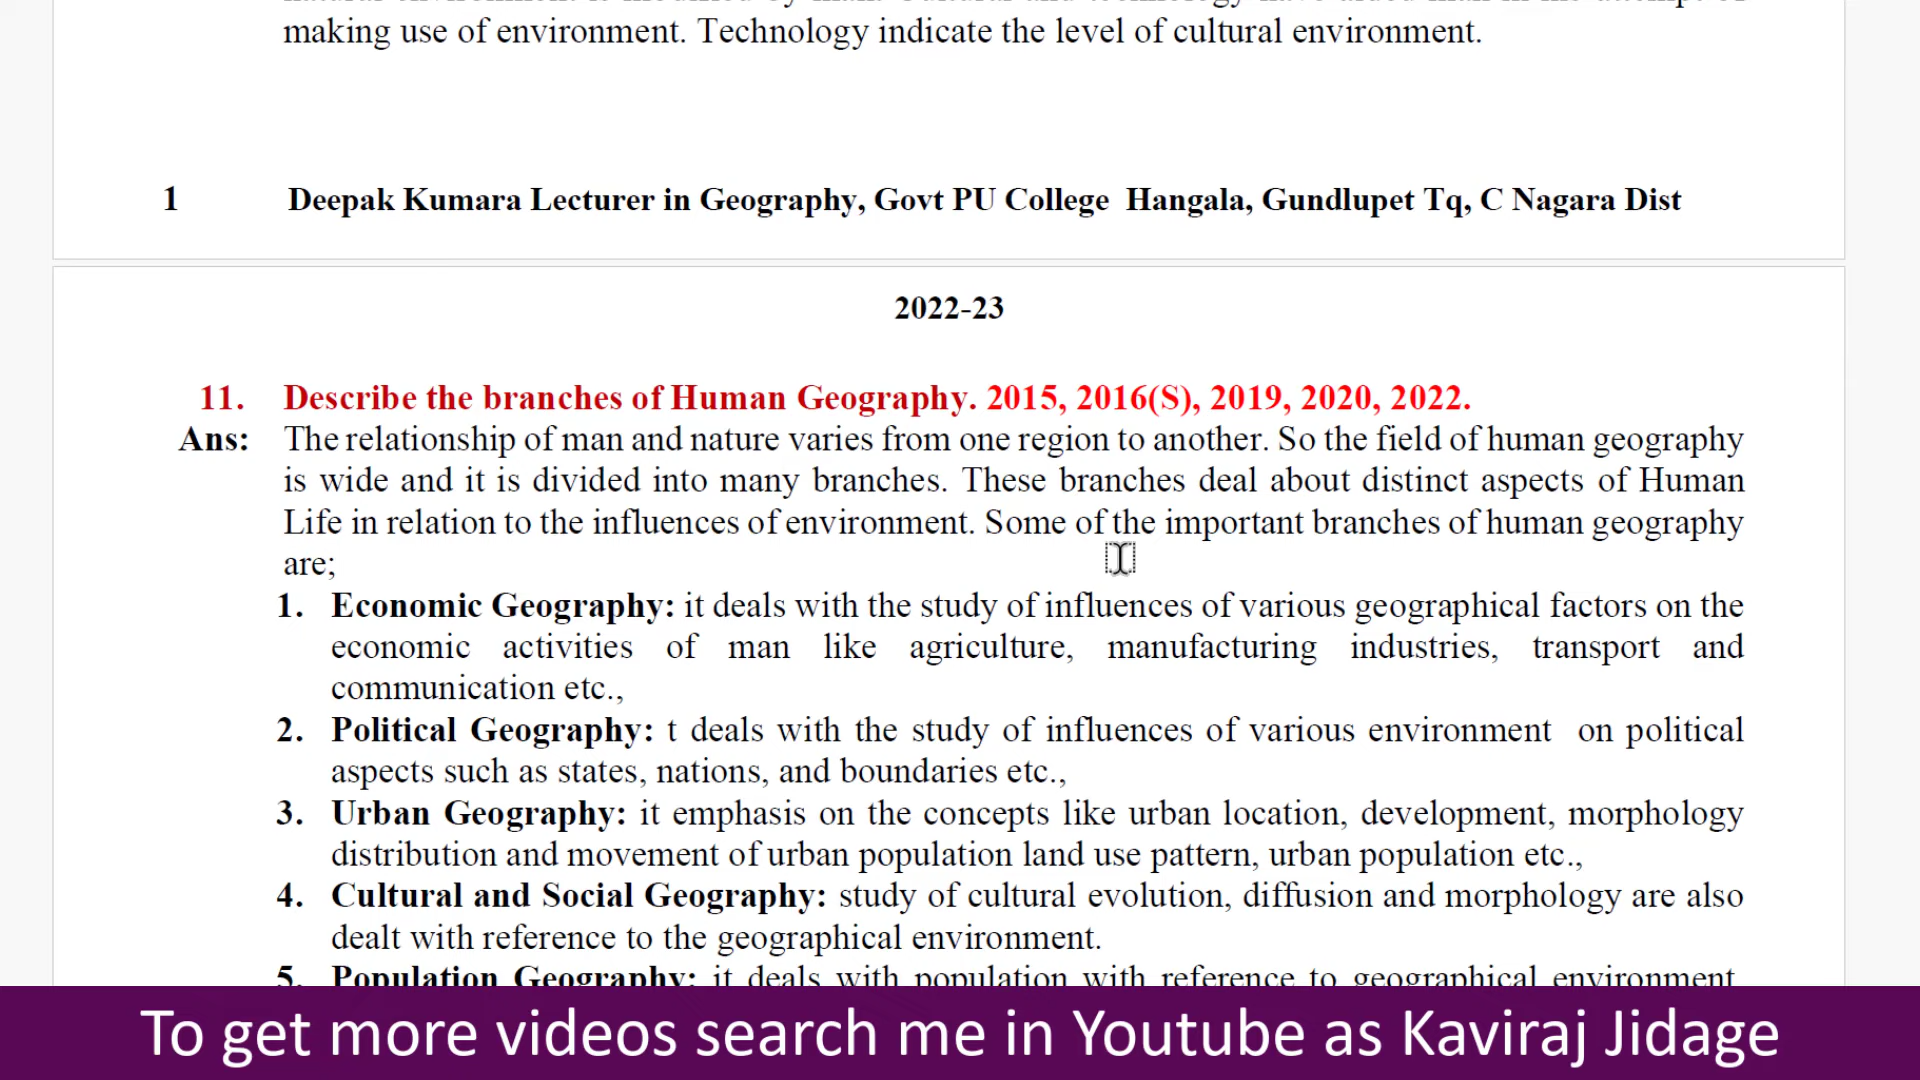 making use of environment. Technology indicate the level of cultural environment.
1 Deepak Kumara Lecturer in Geography, Govt PU College Hangala, Gundlupet Tq, C Nagara Dist
2022-23
11. Describe the branches of Human Geography. 2015, 2016(S), 2019, 2020, 2022.
Ans: The relationship of man and nature varies from one region to another. So the field of human geography
is wide and it is divided into many branches. These branches deal about distinct aspects of Human
Life in relation to the influences of environment. Some of the important branches of human geography
are;
1. Economic Geography: it deals with the study of influences of various geographical factors on the
economic activities of man like agriculture, manufacturing industries, transport and
communication etc.,
2. Political Geography: t deals with the study of influences of various environment on political
aspects such as states, nations, and boundaries etc.,
3. Urban Geography: it emphasis on the concepts like urban location, development, morphology
distribution and movement of urban population land use pattern, urban population etc.,
4. Cultural and Social Geography: study of cultural evolution, diffusion and morphology are also
dealt with reference to the geographical environment.
5. Population Geography: it deals with population with reference to geographical environment.
To get more videos search me in Youtube as Kaviraj Jidage